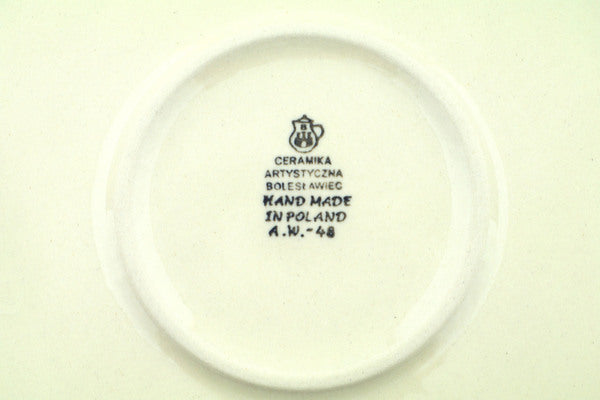 B
CERAMIKA
ARTYSTYCZNA
BOLESŁAWIEC
HAND MADE
IN POLAND
A.W.-48